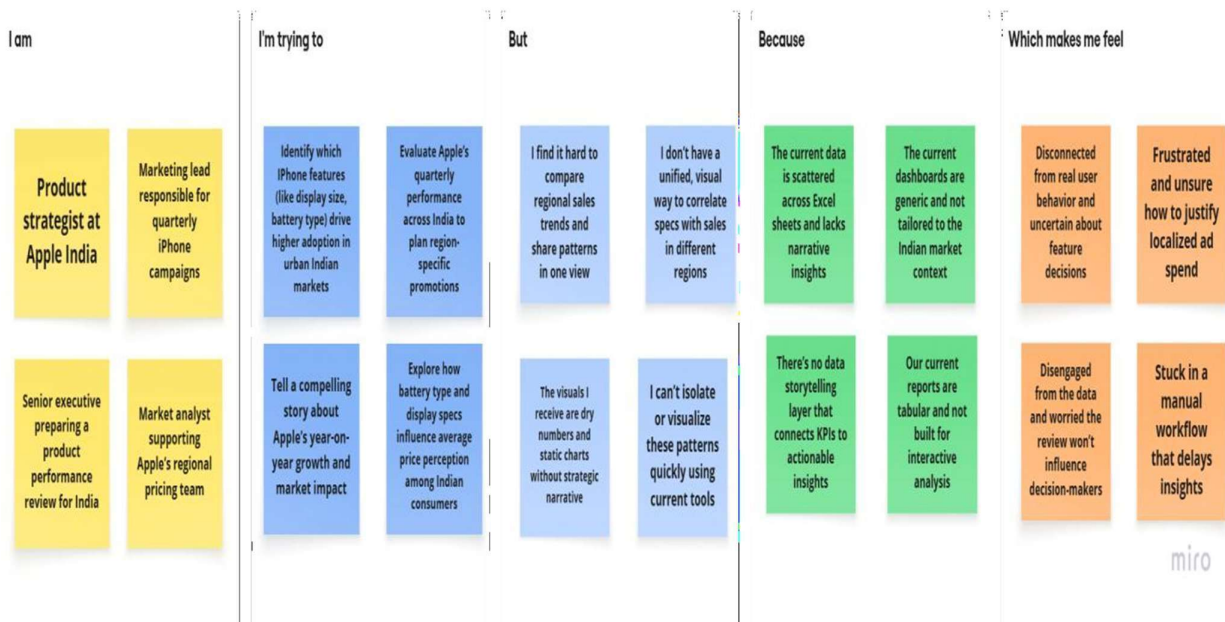 I am
Product
strategist at
Apple India
Marketing lead
responsible for
quarterly
iPhone
campaigns
Senior executive
preparing a
product
performance
review for India
Market analyst
supporting
Apple's regional
pricing team
I'm trying to
Identify which
iPhone features
(like display size,
battery type) drive
higher adoption in
urban Indian
markets
Evaluate Apple's
quarterly
performance
across India to
plan region-
specific
promotions
Tell a compelling
story about
Apple's year-on-
year growth and
market impact
Explore how
battery type and
display specs
influence average
price perception
among Indian
consumers
But
I find it hard to
compare
regional sales
trends and
share patterns
in one view
I don't have a
unified, visual
way to correlate
specs with sales
in different
regions
The visuals I
receive are dry
numbers and
static charts
without strategic
narrative
I can't isolate
or visualize
these patterns
quickly using
current tools
Because
The current data
is scattered
across Excel
sheets and lacks
narrative
insights
The current
dashboards are
generic and not
tailored to the
Indian market
context
There's no data
storytelling
layer that
connects KPIs to
actionable
insights
Our current
reports are
tabular and not
built for
interactive
analysis
Which makes me feel
Disconnected
from real user
behavior and
uncertain about
feature
decisions
Frustrated
and unsure
how to justify
localized ad
spend
Disengaged
from the data
and worried the
review won't
influence
decision-makers
Stuck in a
manual
workflow
that delays
insights
miro